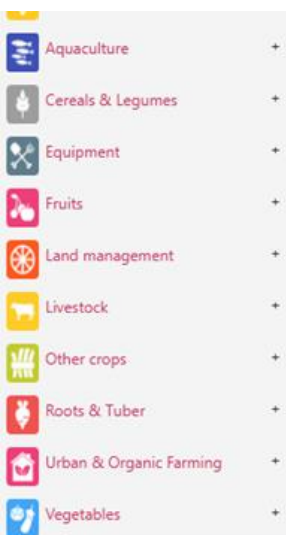 Aquaculture +
Cereals & Legumes +
Equipment +
Fruits +
Land management +
Livestock +
Other crops +
Roots & Tuber +
Urban & Organic Farming +
Vegetables +